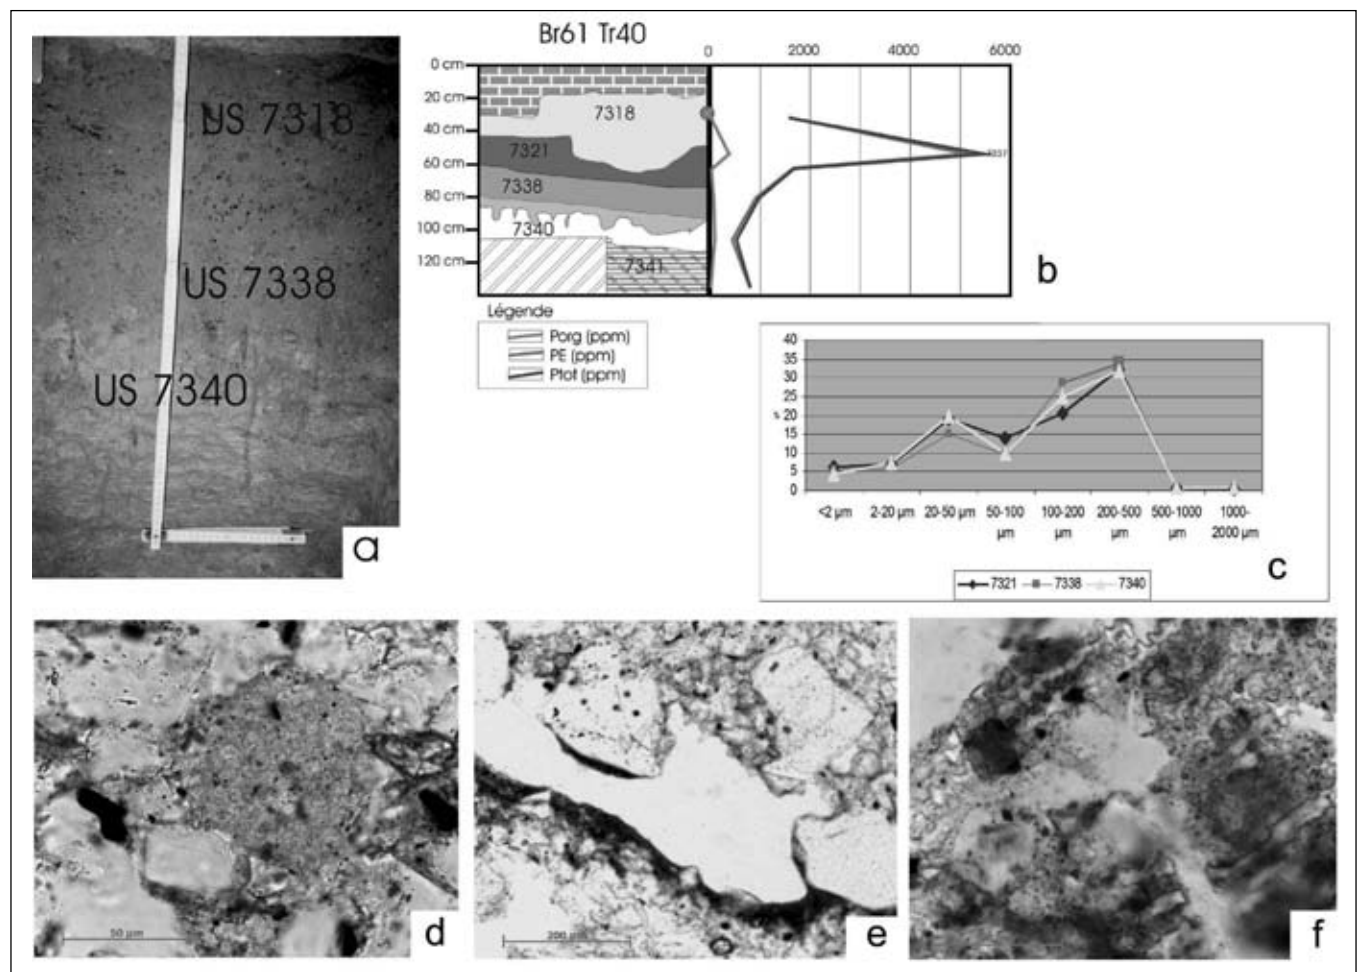 US 7318
US 7338
US 7340
a
Br61 Tr40
0 2000 4000 6000
0 cm
20 cm
40 cm
60 cm
80 cm
100 cm
120 cm
7318
7321
7338
7340
7341
b
Légende
Porg (ppm)
PE (ppm)
Ptot (ppm)
40
35
30
25
20
15
10
5
0
<2 µm 2-20 µm 20-50 µm 50-100 µm 100-200 µm 200-500 µm 500-1000 µm 1000-2000 µm
7321 7338 7340
c
50 µm
d
200 µm
e
f